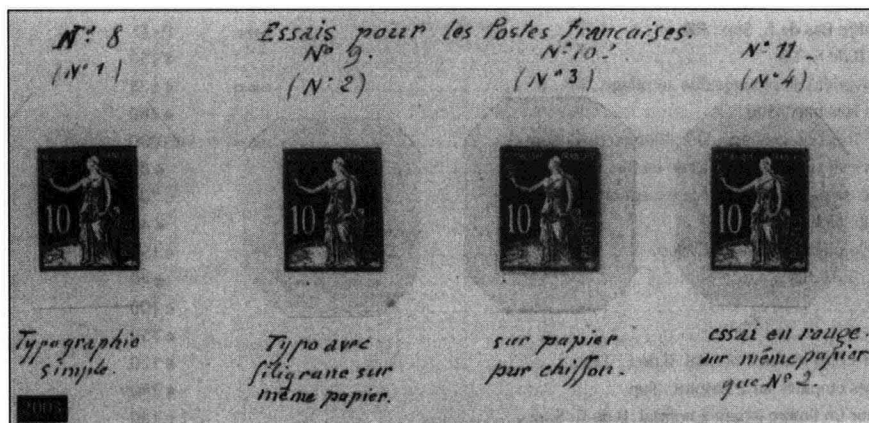 Essais pour les Postes francaises.
N° 8
(N° 1)
N° 9.
(N° 2)
N° 10.
(N° 3)
N° 11.
(N° 4)
10
10
10
10
Typographie
simple.
Typo avec
filigrane sur
même papier.
sur papier
pur chiffon.
essai en rouge.
sur même papier
que N° 2.
2003